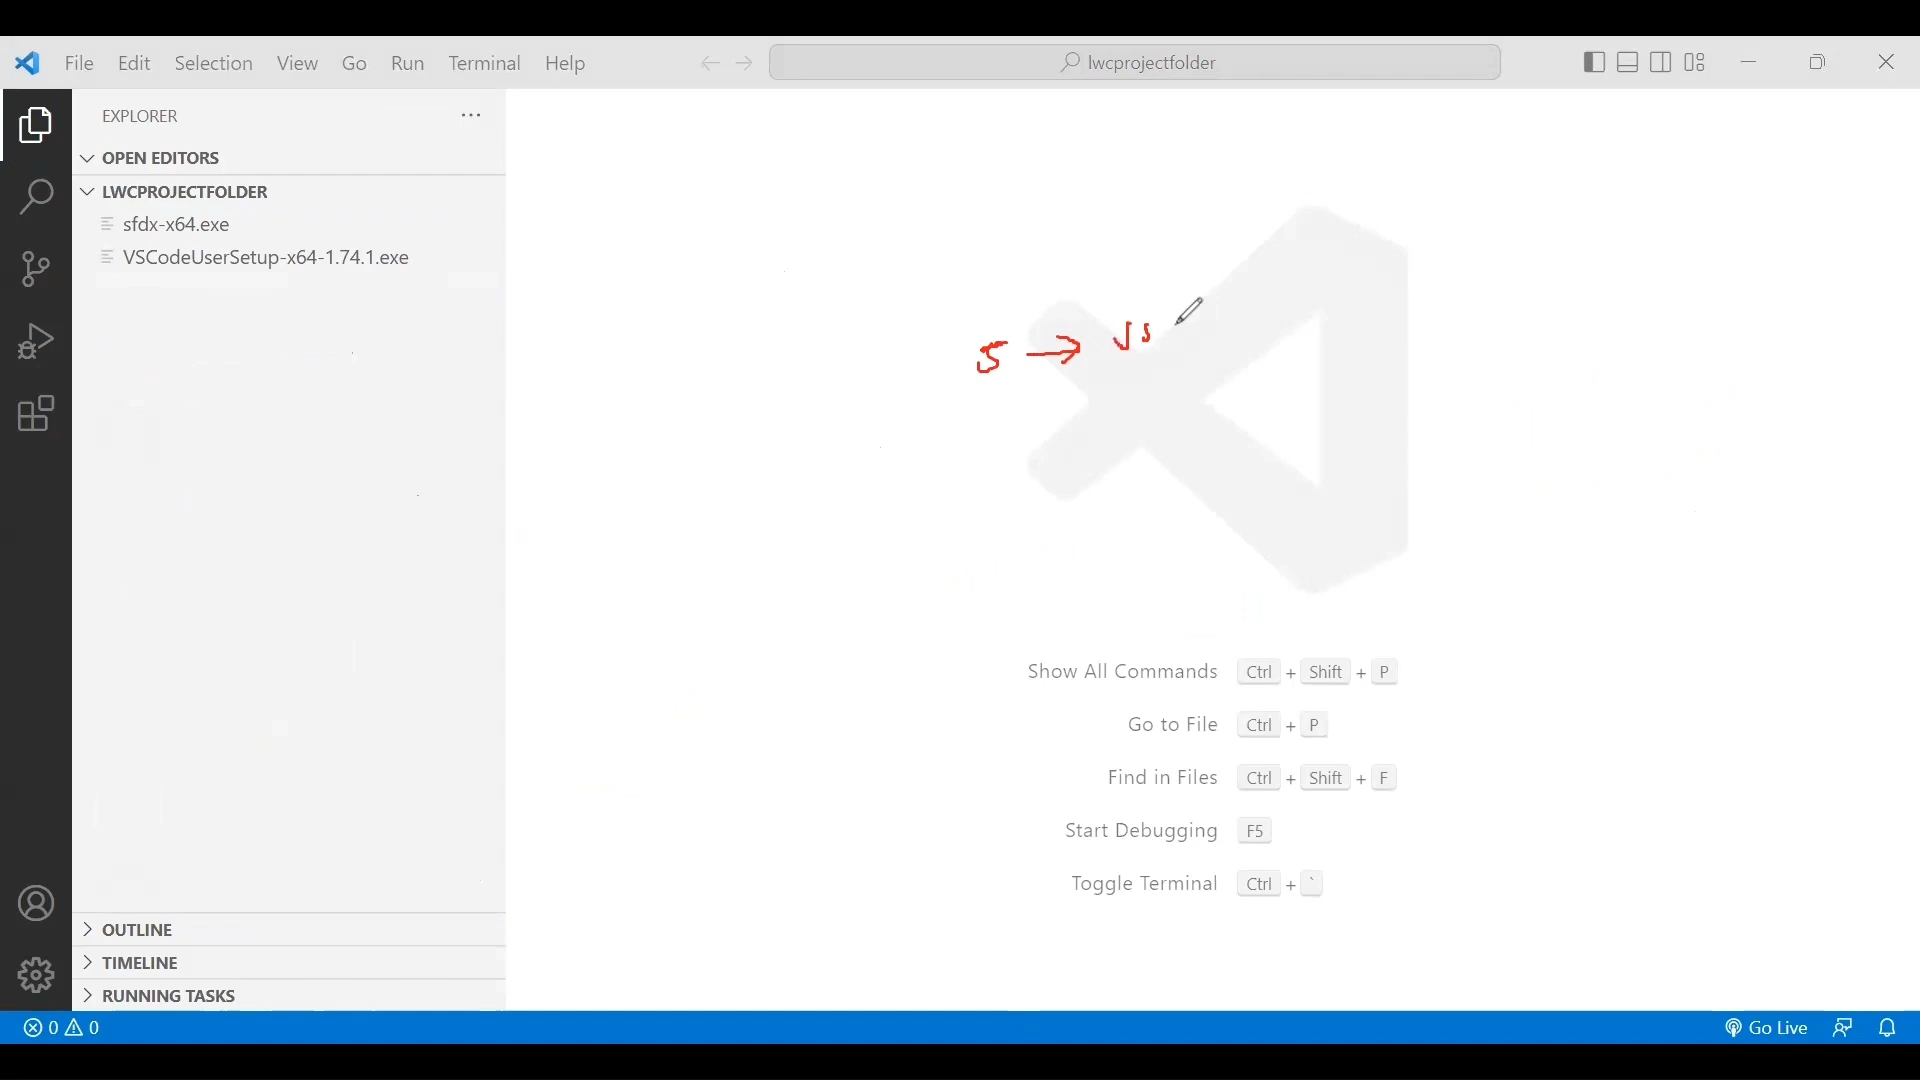 File Edit Selection View Go Run Terminal Help lwcprojectfolder
EXPLORER
OPEN EDITORS
LWCPROJECTFOLDER
sfdx-x64.exe
VSCodeUserSetup-x64-1.74.1.exe
5 → VS
Show All Commands Ctrl + Shift + P
Go to File Ctrl + P
Find in Files Ctrl + Shift + F
Start Debugging F5
Toggle Terminal Ctrl + `
OUTLINE
TIMELINE
RUNNING TASKS
0 0 Go Live